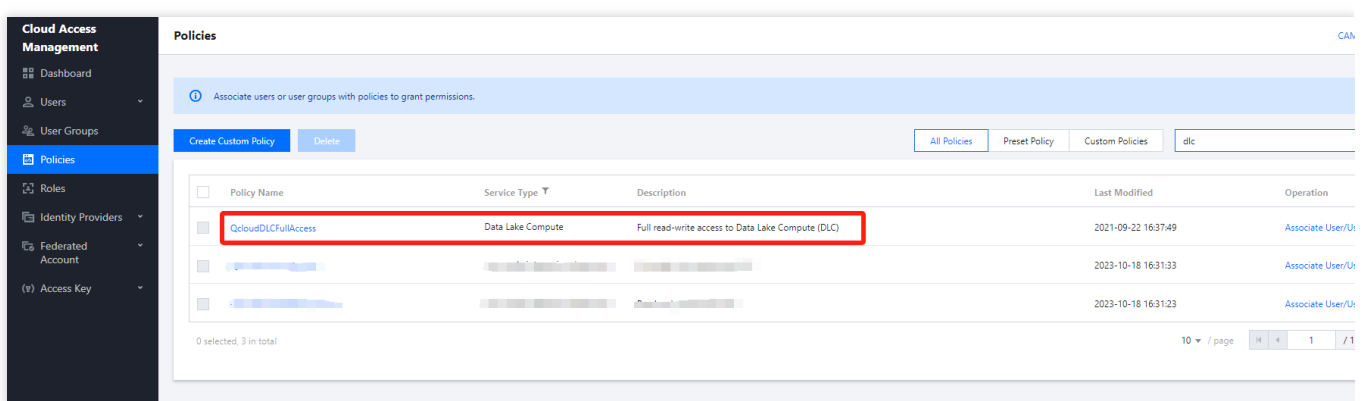 Cloud Access
Management
Policies
CAM
Dashboard
Users
Associate users or user groups with policies to grant permissions.
User Groups
Create Custom Policy
Delete
All Policies
Preset Policy
Custom Policies
dlc
Policies
Roles
Policy Name
Service Type
Description
Last Modified
Operation
Identity Providers
QcloudDLCFullAccess
Data Lake Compute
Full read-write access to Data Lake Compute (DLC)
2021-09-22 16:37:49
Associate User/Us
Federated
Account
2023-10-18 16:31:33
Associate User/Us
Access Key
2023-10-18 16:31:23
Associate User/Us
0 selected, 3 in total
10 / page
1
/ 1